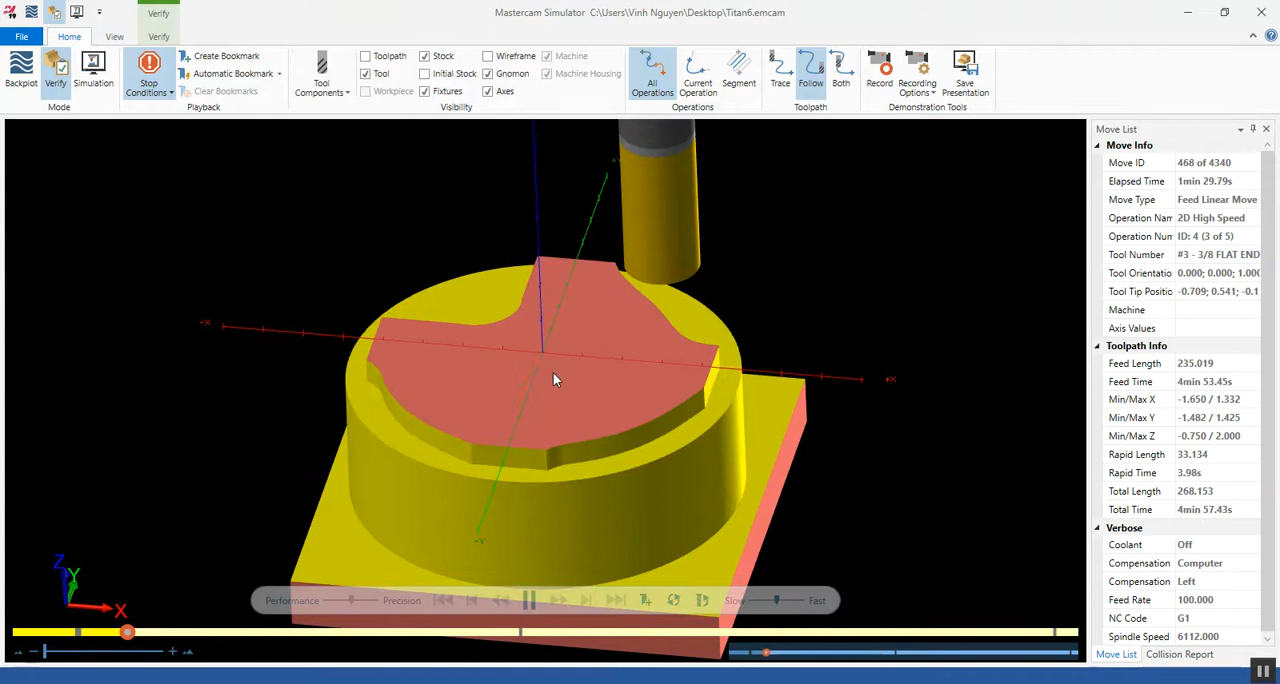 Verify
Mastercam Simulator C:\Users\Vinh Nguyen\Desktop\Titan6.emcam
File Home View Verify
Backplot Verify Simulation
Mode
Stop Conditions
Create Bookmark
Automatic Bookmark
Clear Bookmarks
Playback
Tool Components
Toolpath Stock Wireframe Machine
Tool Initial Stock Gnomon Machine Housing
Workpiece Fixtures Axes
Visibility
All Operations Current Operation Segment
Operations
Trace Follow Both
Toolpath
Record Recording Options Save Presentation
Demonstration Tools
Move List
Move Info
Move ID 468 of 4340
Elapsed Time 1min 29.79s
Move Type Feed Linear Move
Operation Nam 2D High Speed
Operation Num ID: 4 (3 of 5)
Tool Number #3 - 3/8 FLAT END
Tool Orientatio 0.000; 0.000; 1.000
Tool Tip Positio -0.709; 0.541; -0.1
Machine
Axis Values
Toolpath Info
Feed Length 235.019
Feed Time 4min 53.45s
Min/Max X -1.650 / 1.332
Min/Max Y -1.482 / 1.425
Min/Max Z -0.750 / 2.000
Rapid Length 33.134
Rapid Time 3.98s
Total Length 268.153
Total Time 4min 57.43s
Verbose
Coolant Off
Compensation Computer
Compensation Left
Feed Rate 100.000
NC Code G1
Spindle Speed 6112.000
Move List Collision Report
-X
+X
-Y
Z
Y
X
Performance Precision Slow Fast